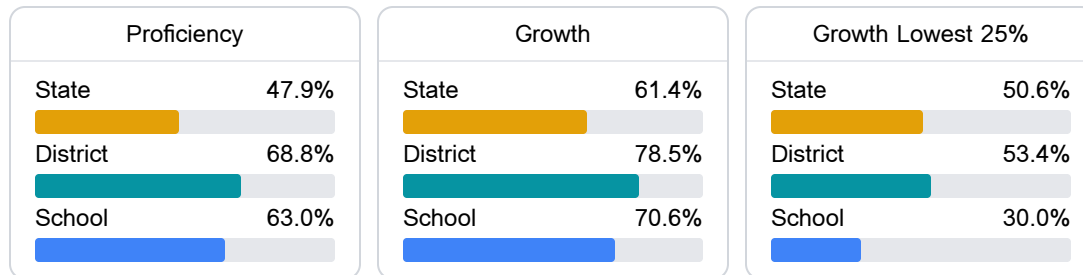 Proficiency
State 47.9%
District 68.8%
School 63.0%
Growth
State 61.4%
District 78.5%
School 70.6%
Growth Lowest 25%
State 50.6%
District 53.4%
School 30.0%